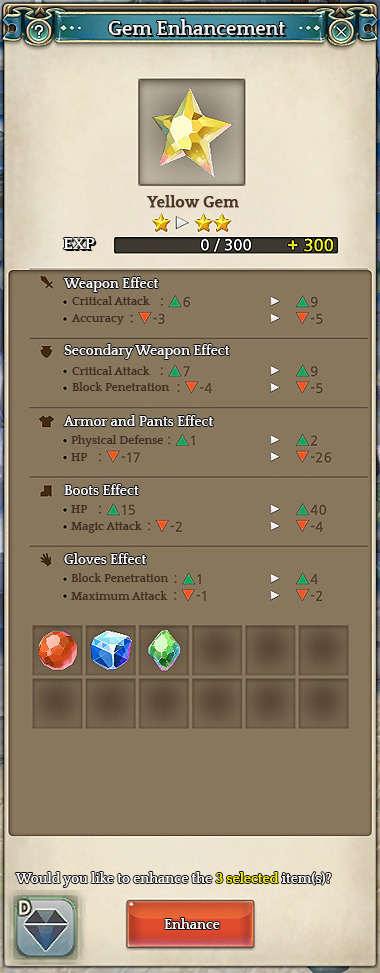 ?
Gem Enhancement
Yellow Gem
EXP 0 / 300 + 300
Weapon Effect
• Critical Attack : ▲6 ▶ ▲9
• Accuracy : ▼-3 ▶ ▼-5
Secondary Weapon Effect
• Critical Attack : ▲7 ▶ ▲9
• Block Penetration : ▼-4 ▶ ▼-5
Armor and Pants Effect
• Physical Defense : ▲1 ▶ ▲2
• HP : ▼-17 ▶ ▼-26
Boots Effect
• HP : ▲15 ▶ ▲40
• Magic Attack : ▼-2 ▶ ▼-4
Gloves Effect
• Block Penetration : ▲1 ▶ ▲4
• Maximum Attack : ▼-1 ▶ ▼-2
Would you like to enhance the 3 selected item(s)?
D
Enhance